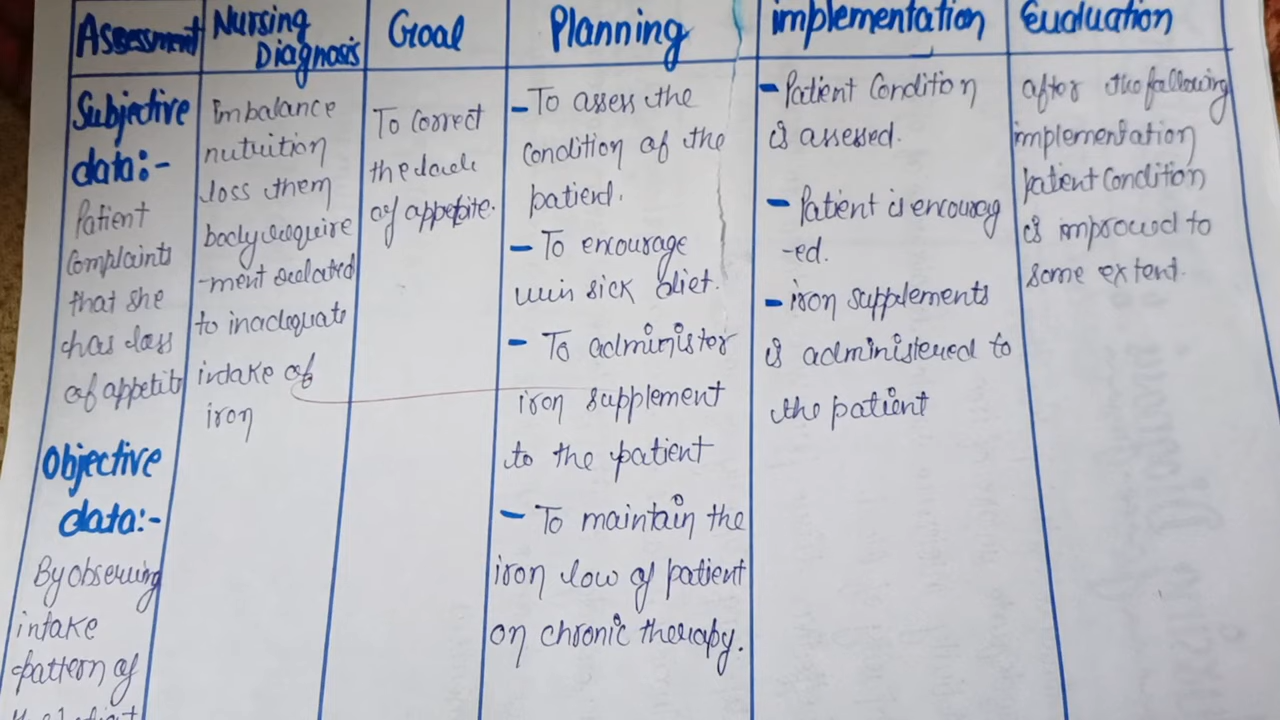 Assessment
Subjective
data:-
Patient
Complaints
that she
has loss
of appetite
Objective
data:-
By observing
intake
pattern of
Nursing
Diagnosis
Imbalance
nutrition
less them
body require
-ment related
to inadequate
intake of
iron
Goal
To correct
the lack
of appetite.
Planning
- To assess the
condition of the
patient.
- To encourage
sick diet.
- To administer
iron supplement
to the patient
- To maintain the
iron low of patient
on chronic therapy.
implementation
- Patient Condition
is assessed.
- Patient is encourag
-ed.
- iron supplements
is administered to
the patient
Evaluation
after the following
implementation
patient Condition
is improved to
some extent.